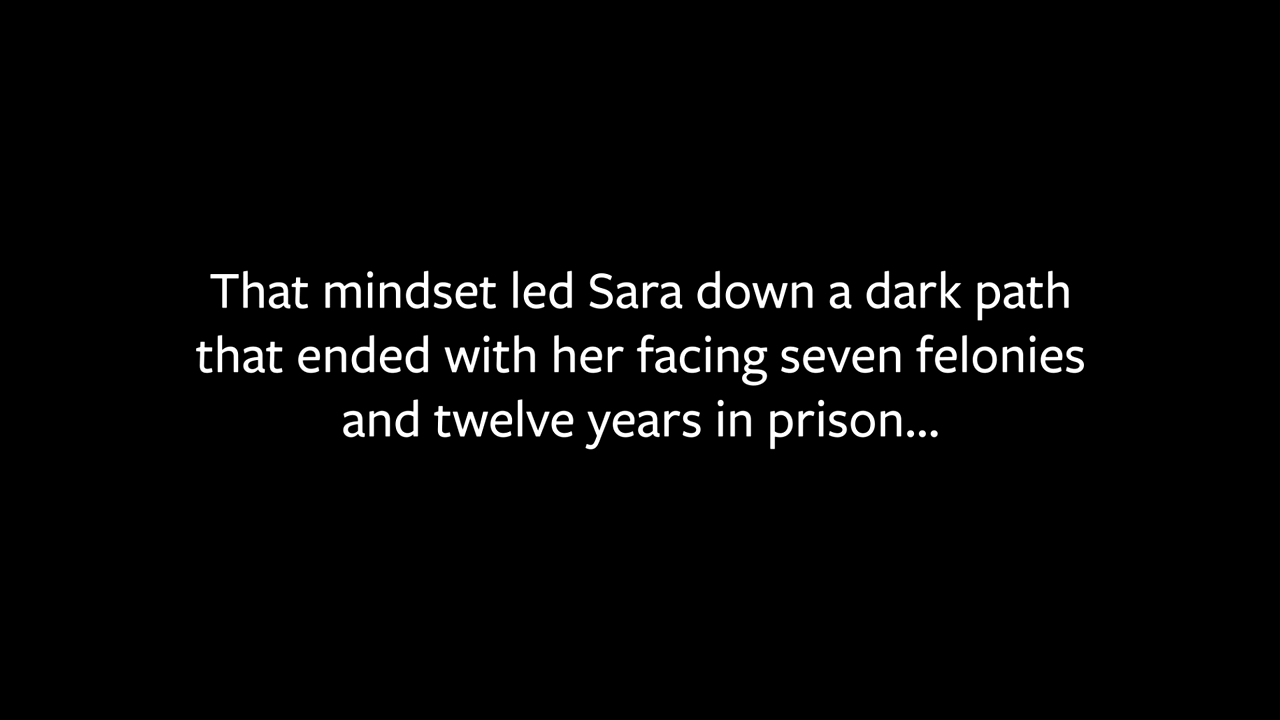 That mindset led Sara down a dark path
that ended with her facing seven felonies
and twelve years in prison...